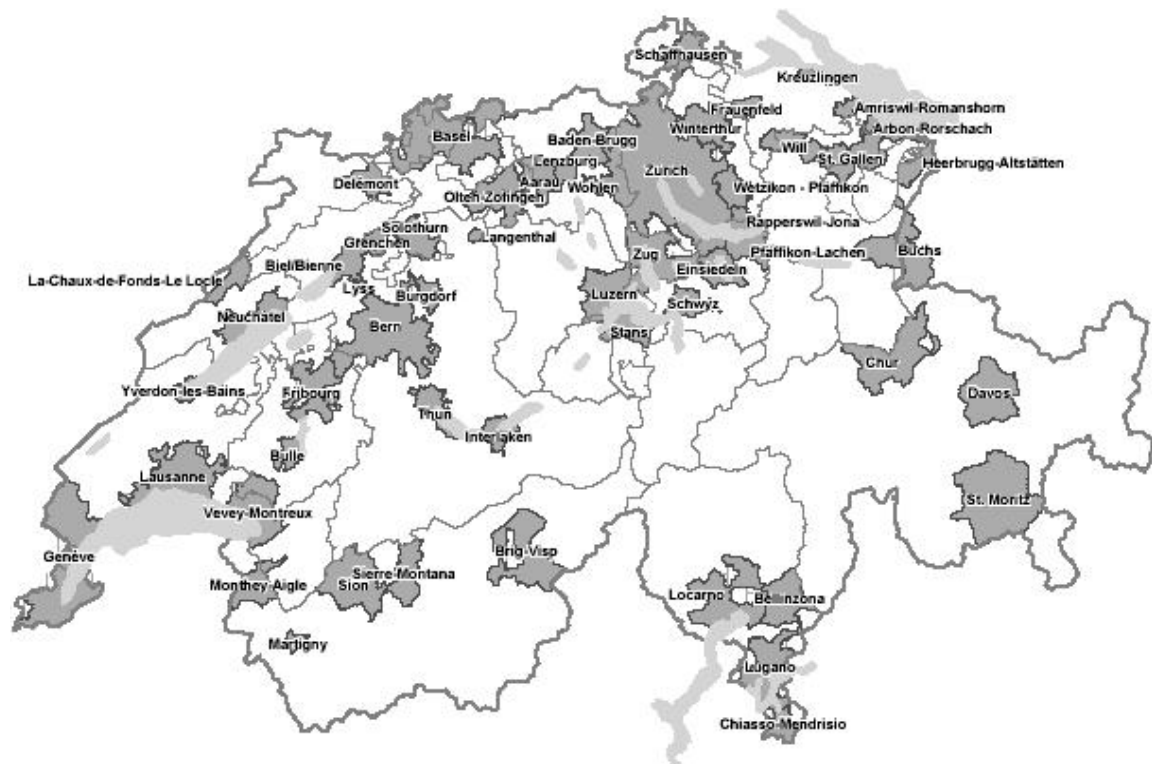 Schaffhausen
Kreuzlingen
Frauenfeld
Amriswil-Romanshorn
Winterthur
Arbon-Rorschach
Basel
Baden-Brugg
Will
St. Gallen
Heerbrugg-Altstätten
Lenzburg
Zürich
Delémont
Aarau
Wohlen
Wetzikon - Pfäffikon
Olten-Zofingen
Rapperswil-Jona
Solothurn
Grenchen
Langenthal
Zug
Pfäffikon-Lachen
Buchs
Biel/Bienne
Einsiedeln
La-Chaux-de-Fonds-Le Locle
Lyss
Burgdorf
Luzern
Schwyz
Neuchâtel
Bern
Stans
Chur
Yverdon-les-Bains
Fribourg
Davos
Thun
Interlaken
Bulle
Lausanne
St. Moritz
Vevey-Montreux
Genève
Brig-Visp
Sierre-Montana
Monthey-Aigle
Sion
Locarno
Bellinzona
Martigny
Lugano
Chiasso-Mendrisio